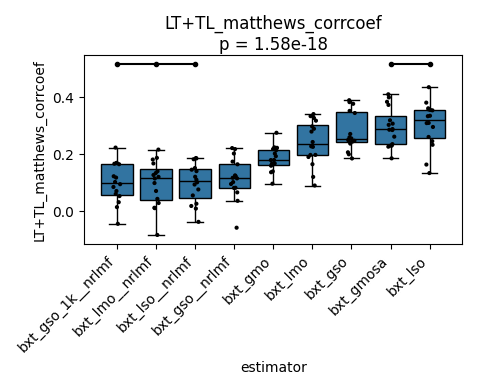 LT+TL_matthews_corrcoef
p = 1.58e-18
LT+TL_matthews_corrcoef
0.4
0.2
0.0
bxt_gso_1k__nrlmf
bxt_lmo__nrlmf
bxt_lso__nrlmf
bxt_gso__nrlmf
bxt_gmo
bxt_lmo
bxt_gso
bxt_gmosa
bxt_lso
estimator